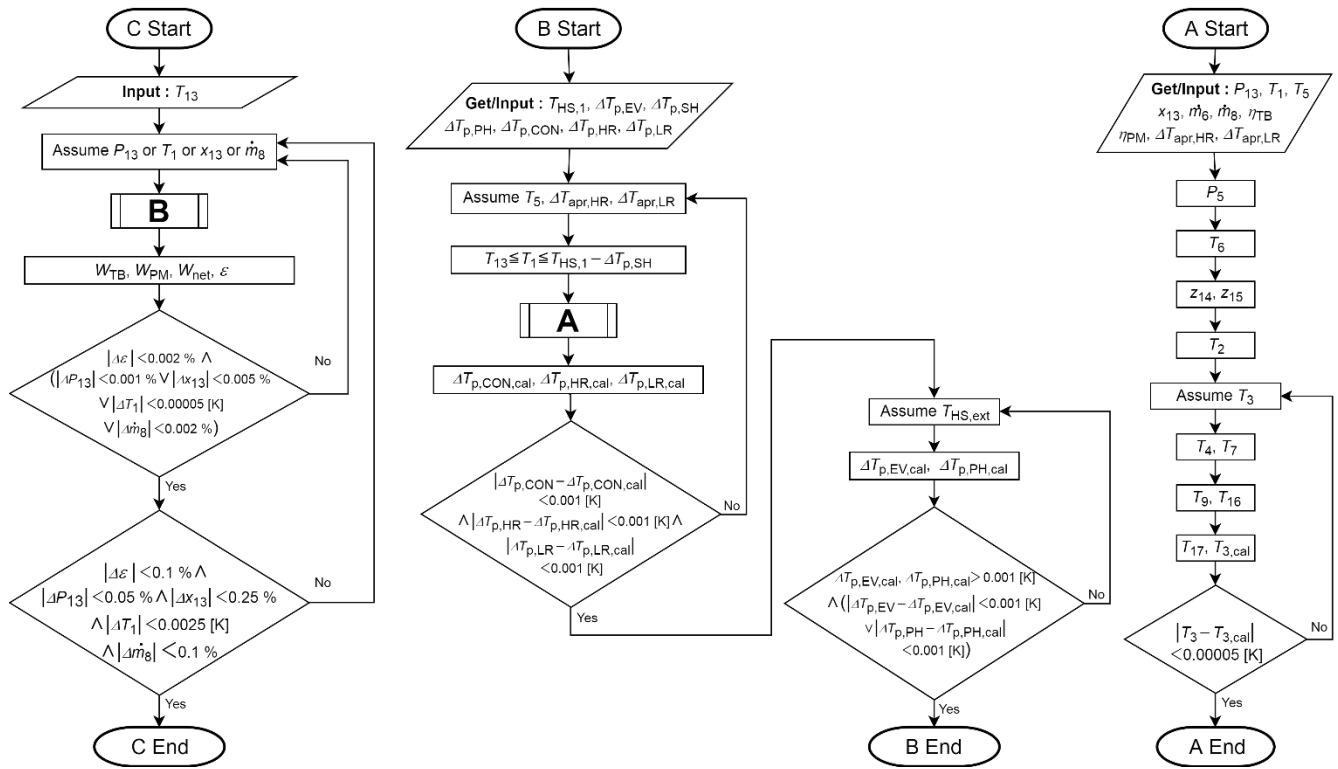 C Start
Input : T13
Assume P13 or T1 or x13 or ṁ8
B
WTB, WPM, Wnet, ε
|Δε|<0.002 % ∧
(|ΔP13|<0.001 % ∨|Δx13|<0.005 %
∨|ΔT1|<0.00005 [K]
∨|Δṁ8|<0.002 %)
No
Yes
|Δε|<0.1 % ∧
|ΔP13|<0.05 % ∧|Δx13|<0.25 %
∧|ΔT1|<0.0025 [K]
∧|Δṁ8|<0.1 %
No
Yes
C End
B Start
Get/Input : THS,1, ΔTp,EV, ΔTp,SH
ΔTp,PH, ΔTp,CON, ΔTp,HR, ΔTp,LR
Assume T5, ΔTapr,HR, ΔTapr,LR
T13≦T1≦THS,1−ΔTp,SH
A
ΔTp,CON,cal, ΔTp,HR,cal, ΔTp,LR,cal
|ΔTp,CON−ΔTp,CON,cal|
<0.001 [K]
∧|ΔTp,HR−ΔTp,HR,cal|<0.001 [K]∧
|ΔTp,LR−ΔTp,LR,cal|
<0.001 [K]
No
Yes
Assume THS,ext
ΔTp,EV,cal, ΔTp,PH,cal
ΔTp,EV,cal, ΔTp,PH,cal>0.001 [K]
∧(|ΔTp,EV−ΔTp,EV,cal|<0.001 [K]
∨|ΔTp,PH−ΔTp,PH,cal|
<0.001 [K])
No
Yes
B End
A Start
Get/Input : P13, T1, T5
x13, ṁ6, ṁ8, ηTB
ηPM, ΔTapr,HR, ΔTapr,LR
P5
T6
z14, z15
T2
Assume T3
T4, T7
T9, T16
T17, T3,cal
|T3−T3,cal|
<0.00005 [K]
No
Yes
A End